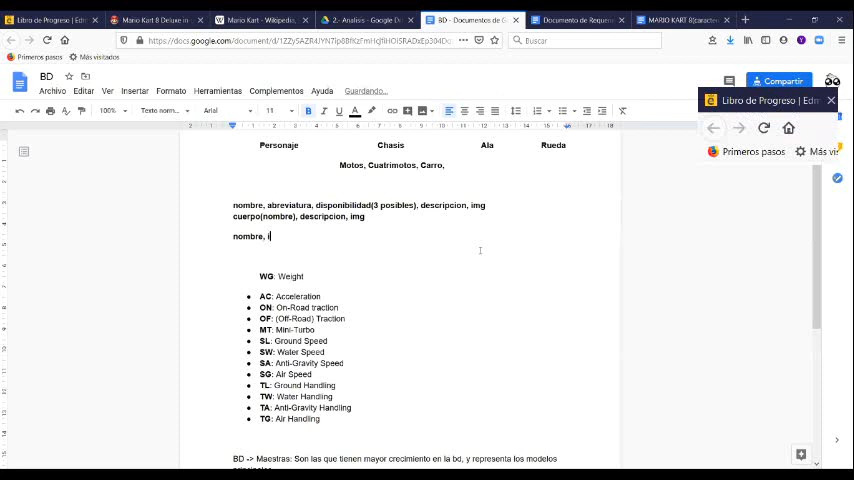 Libro de Progreso | Edm
Mario Kart 8 Deluxe in
Mario Kart - Wikipedia,
2.- Analisis - Google D
BD - Documentos de G
Documento de Requeri
MARIO KART 8(caracter
Buscar
Primeros pasos
Más visitados
BD
Archivo Editar Ver Insertar Formato Herramientas Complementos Ayuda Guardando...
Compartir
100% Texto norm... Arial 11
Libro de Progreso | Edm
Primeros pasos Más vis
Personaje Chasis Ala Rueda
Motos, Cuatrimotos, Carro,
nombre, abreviatura, disponibilidad(3 posibles), descripcion, img
cuerpo(nombre), descripcion, img
nombre, i
WG: Weight
AC: Acceleration
ON: On-Road traction
OF: (Off-Road) Traction
MT: Mini-Turbo
SL: Ground Speed
SW: Water Speed
SA: Anti-Gravity Speed
SG: Air Speed
TL: Ground Handling
TW: Water Handling
TA: Anti-Gravity Handling
TG: Air Handling
BD -> Maestras: Son las que tienen mayor crecimiento en la bd, y representa los modelos